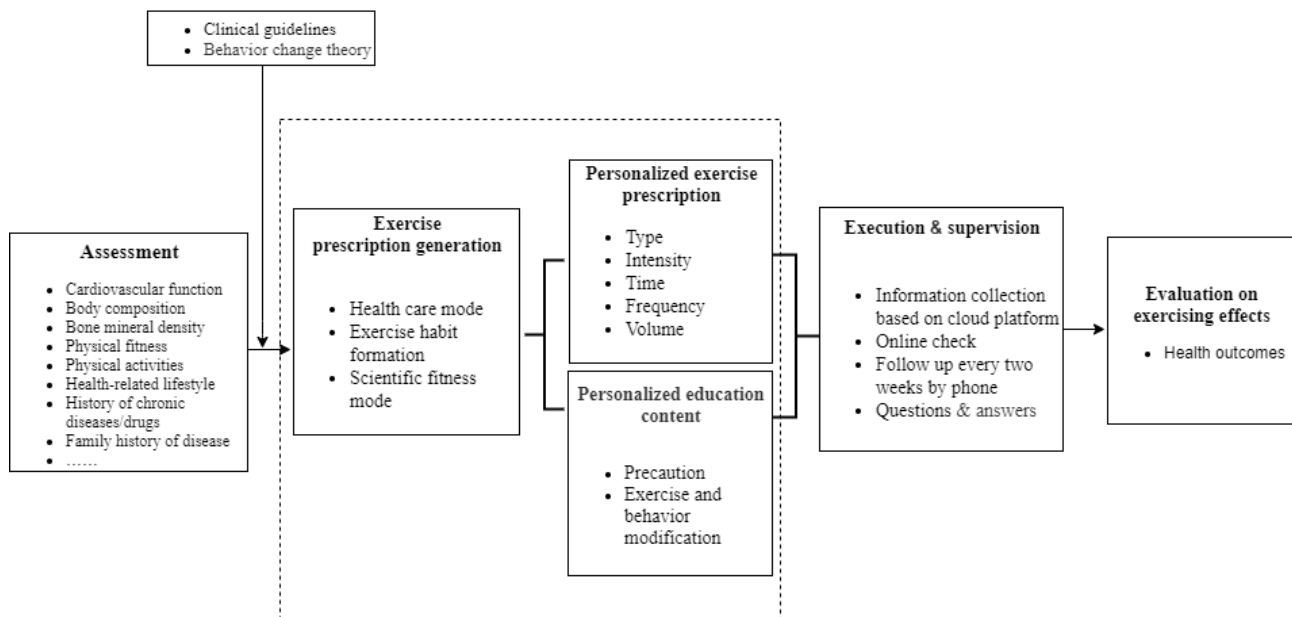 • Clinical guidelines
• Behavior change theory
Assessment
• Cardiovascular function
• Body composition
• Bone mineral density
• Physical fitness
• Physical activities
• Health-related lifestyle
• History of chronic
diseases/drugs
• Family history of disease
• ……
Exercise
prescription generation
• Health care mode
• Exercise habit
formation
• Scientific fitness
mode
Personalized exercise
prescription
• Type
• Intensity
• Time
• Frequency
• Volume
Personalized education
content
• Precaution
• Exercise and
behavior
modification
Execution & supervision
• Information collection
based on cloud platform
• Online check
• Follow up every two
weeks by phone
• Questions & answers
Evaluation on
exercising effects
• Health outcomes